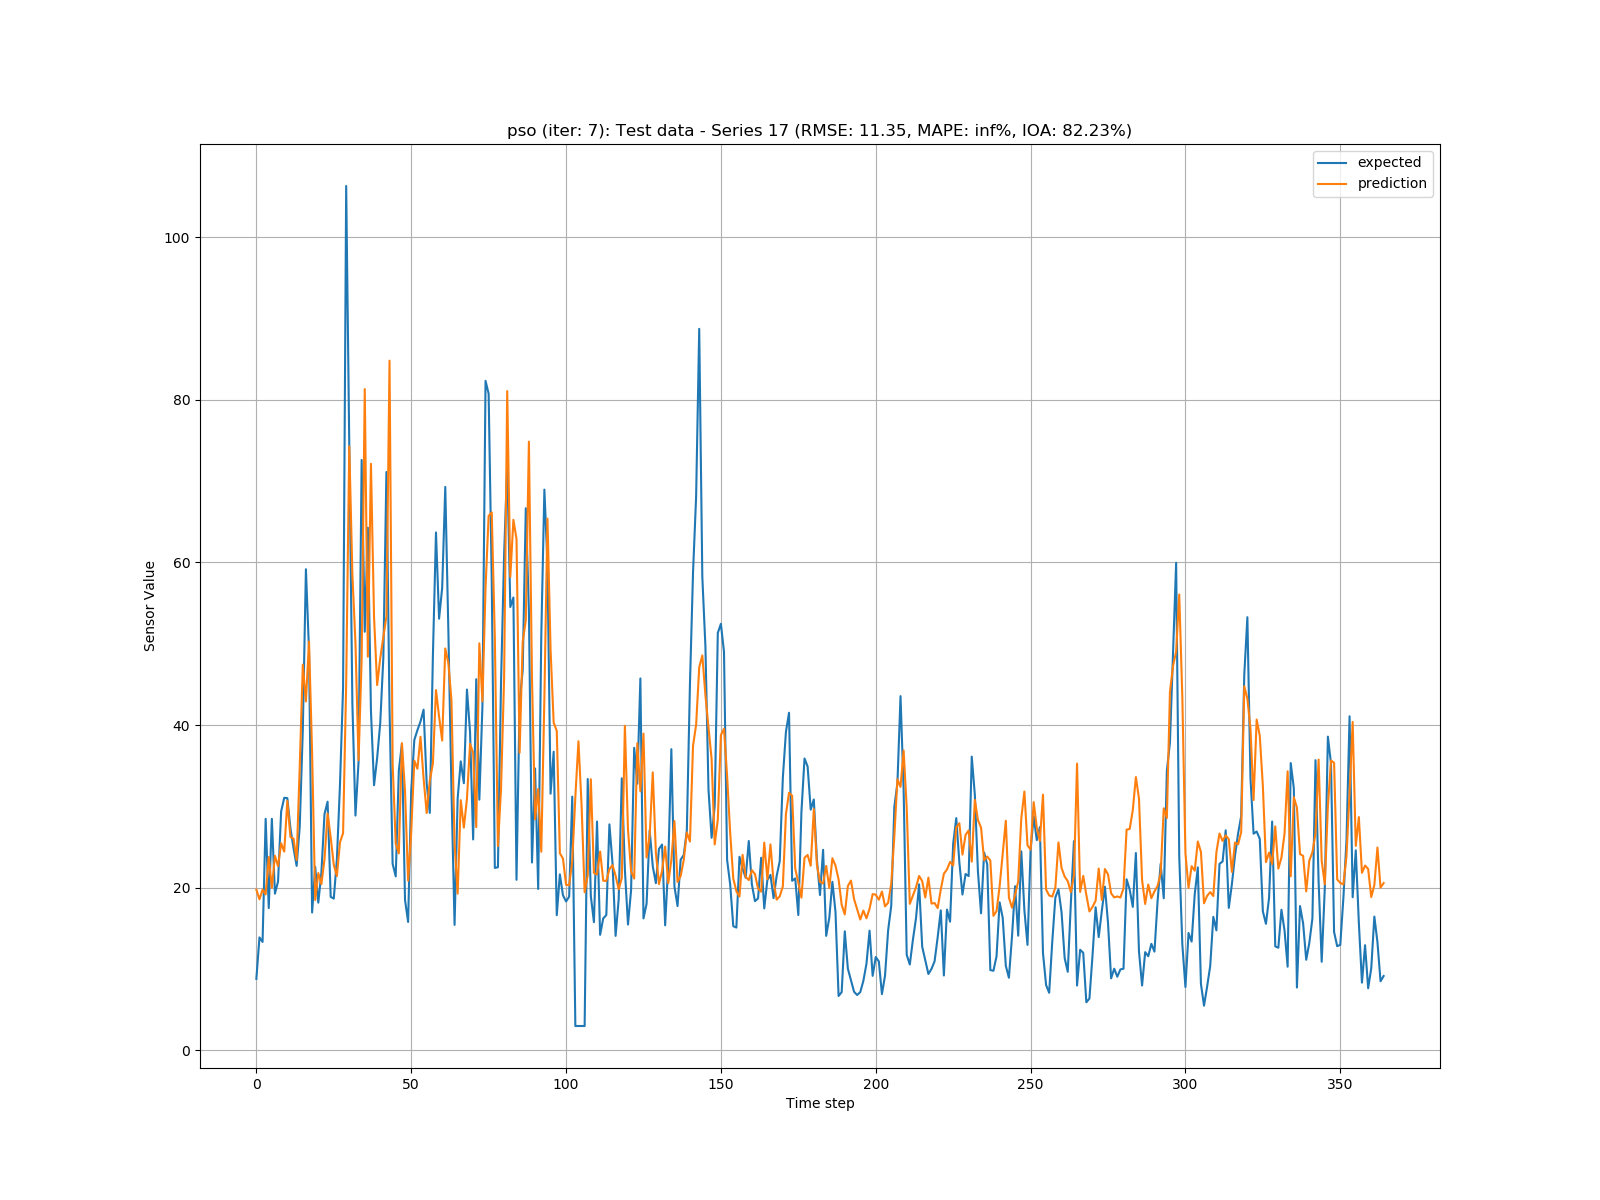 pso (iter: 7): Test data - Series 17 (RMSE: 11.35, MAPE: inf%, IOA: 82.23%)
expected
prediction
100
80
60
40
20
0
Sensor Value
0 50 100 150 200 250 300 350
Time step